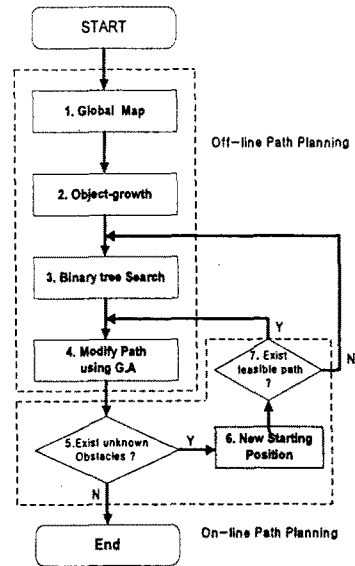 START
1. Global Map
Off-line Path Planning
2. Object-growth
3. Binary tree Search
Y
7. Exist
feasible path
?
N
4. Modify Path
using G.A
5.Exist unknown
Obstacles ?
Y
6. New Starting
Position
N
End
On-line Path Planning